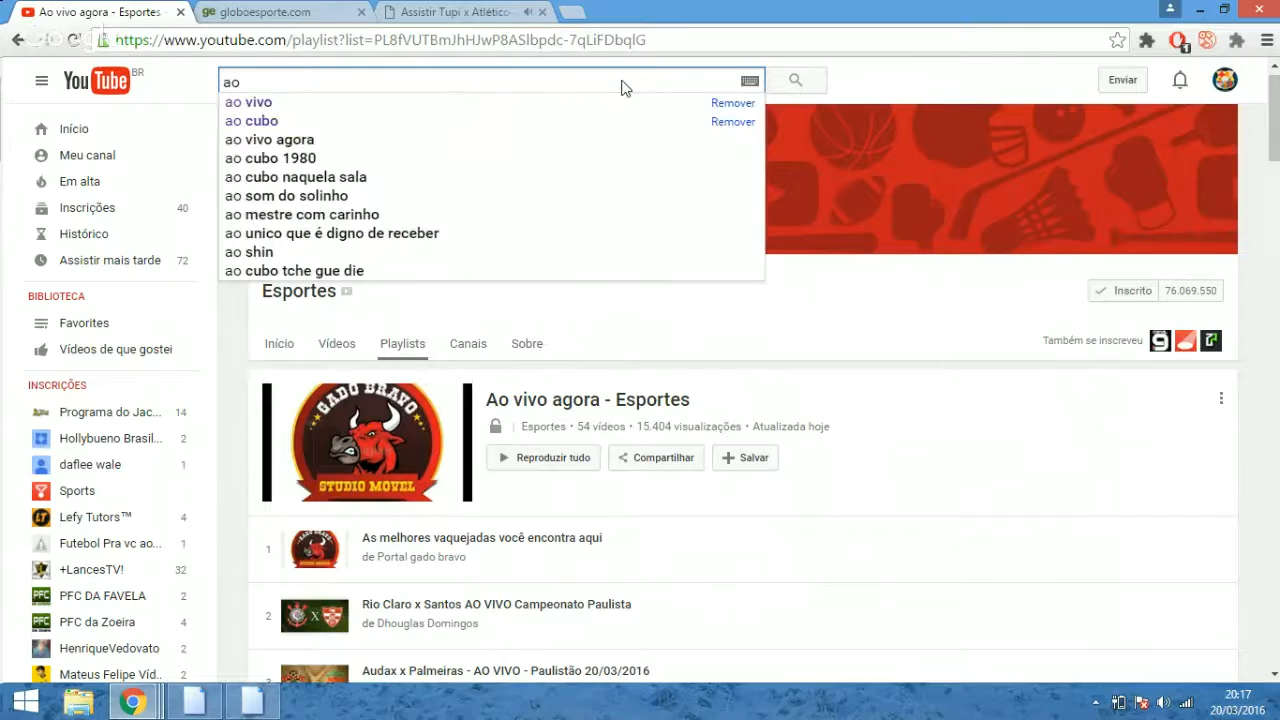 Ao vivo agora - Esportes -
globoesporte.com
Assistir Tupi x Atlético-
https://www.youtube.com/playlist?list=PL8fVUTBmJhHJwP8ASlbpdc-7qLiFDbqlG
1
YouTube BR
ao
Enviar
ao vivo Remover
ao cubo Remover
ao vivo agora
ao cubo 1980
ao cubo naquela sala
ao som do solinho
ao mestre com carinho
ao unico que é digno de receber
ao shin
ao cubo tche gue die
Início
Meu canal
Em alta
Inscrições 40
Histórico
Assistir mais tarde 72
BIBLIOTECA
Favorites
Vídeos de que gostei
INSCRIÇÕES
Programa do Jac... 14
Hollybueno Brasil... 2
daflee wale 1
Sports
Lefy Tutors™ 4
Futebol Pra vc ao... 1
+LancesTV! 32
PFC DA FAVELA 2
PFC da Zoeira 4
HenriqueVedovato 2
Mateus Felipe Víd...
Esportes
Inscrito 76.069.550
Início Vídeos Playlists Canais Sobre
Também se inscreveu
GADO BRAVO
STUDIO MOVEL
Ao vivo agora - Esportes
Esportes • 54 vídeos • 15.404 visualizações • Atualizada hoje
Reproduzir tudo
Compartilhar
Salvar
1 As melhores vaquejadas você encontra aqui
de Portal gado bravo
2 Rio Claro x Santos AO VIVO Campeonato Paulista
de Dhouglas Domingos
Audax x Palmeiras - AO VIVO - Paulistão 20/03/2016
20:17
20/03/2016